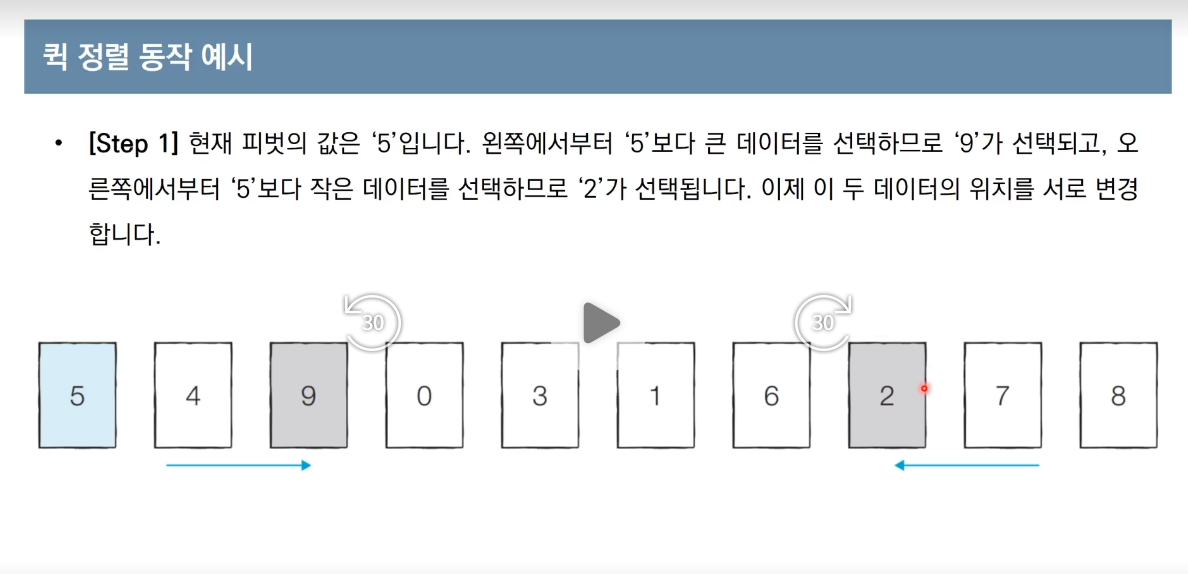 퀵 정렬 동작 예시
• [Step 1] 현재 피벗의 값은 ‘5’입니다. 왼쪽에서부터 ‘5’보다 큰 데이터를 선택하므로 ‘9’가 선택되고, 오
른쪽에서부터 ‘5’보다 작은 데이터를 선택하므로 ‘2’가 선택됩니다. 이제 이 두 데이터의 위치를 서로 변경
합니다.
30 30
5 4 9 0 3 1 6 2 7 8